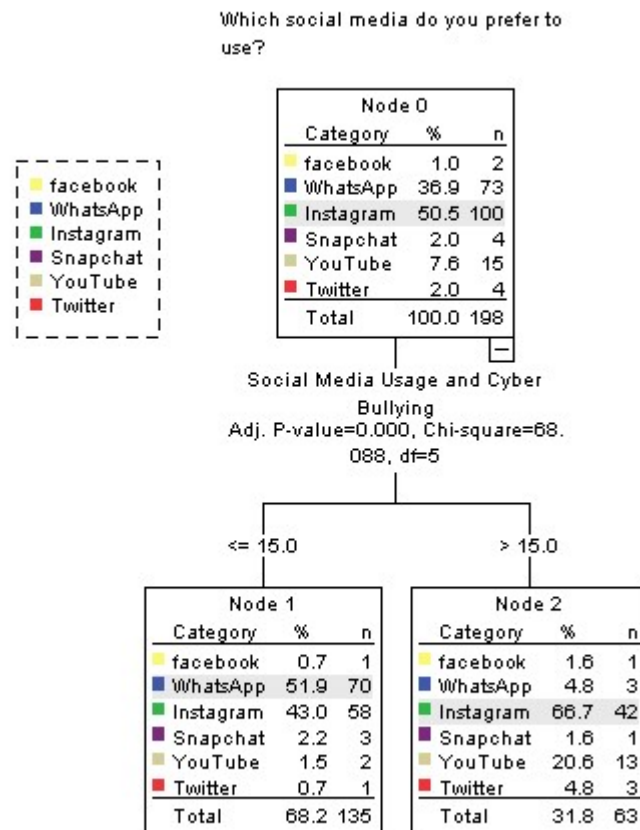 Which social media do you prefer to
use?
Node 0
Category % n
facebook 1.0 2
WhatsApp 36.9 73
Instagram 50.5 100
Snapchat 2.0 4
YouTube 7.6 15
Twitter 2.0 4
Total 100.0 198
facebook
WhatsApp
Instagram
Snapchat
YouTube
Twitter
Social Media Usage and Cyber
Bullying
Adj. P-value=0.000, Chi-square=68.
088, df=5
<= 15.0
> 15.0
Node 1
Category % n
facebook 0.7 1
WhatsApp 51.9 70
Instagram 43.0 58
Snapchat 2.2 3
YouTube 1.5 2
Twitter 0.7 1
Total 68.2 135
Node 2
Category % n
facebook 1.6 1
WhatsApp 4.8 3
Instagram 66.7 42
Snapchat 1.6 1
YouTube 20.6 13
Twitter 4.8 3
Total 31.8 63